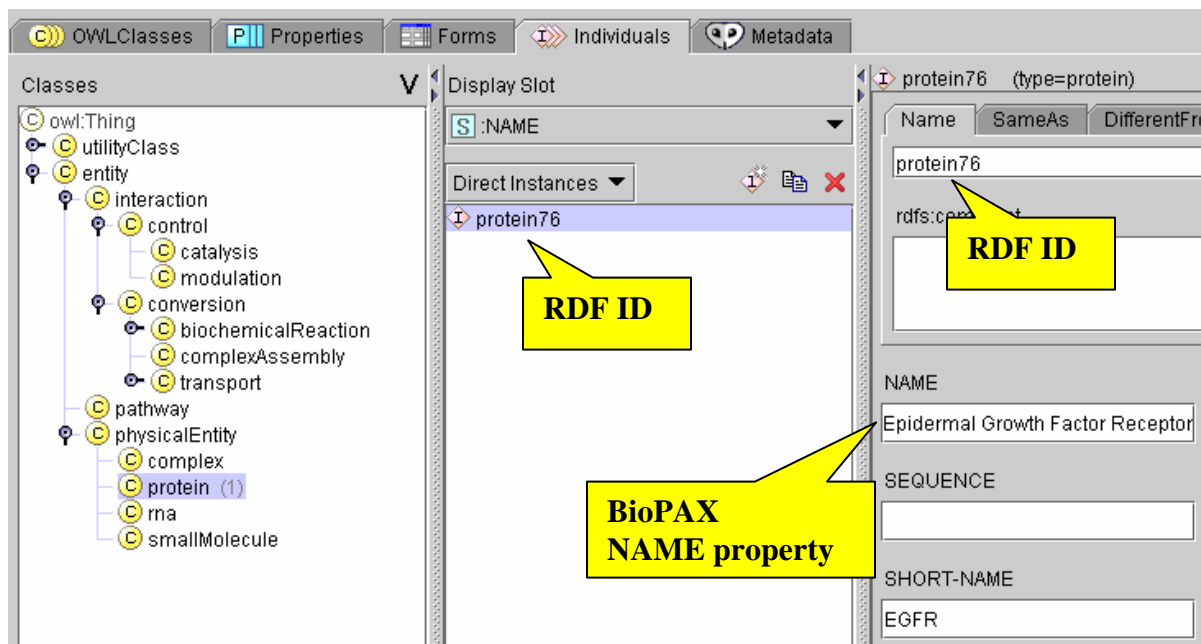 OWLClasses Properties Forms Individuals Metadata
Classes V
owl:Thing
utilityClass
entity
interaction
control
catalysis
modulation
conversion
biochemicalReaction
complexAssembly
transport
pathway
physicalEntity
complex
protein (1)
rna
smallMolecule
Display Slot
S :NAME
Direct Instances
protein76
RDF ID
protein76 (type=protein)
Name SameAs DifferentFro
protein76
RDF ID
NAME
Epidermal Growth Factor Receptor
BioPAX
NAME property
SEQUENCE
SHORT-NAME
EGFR